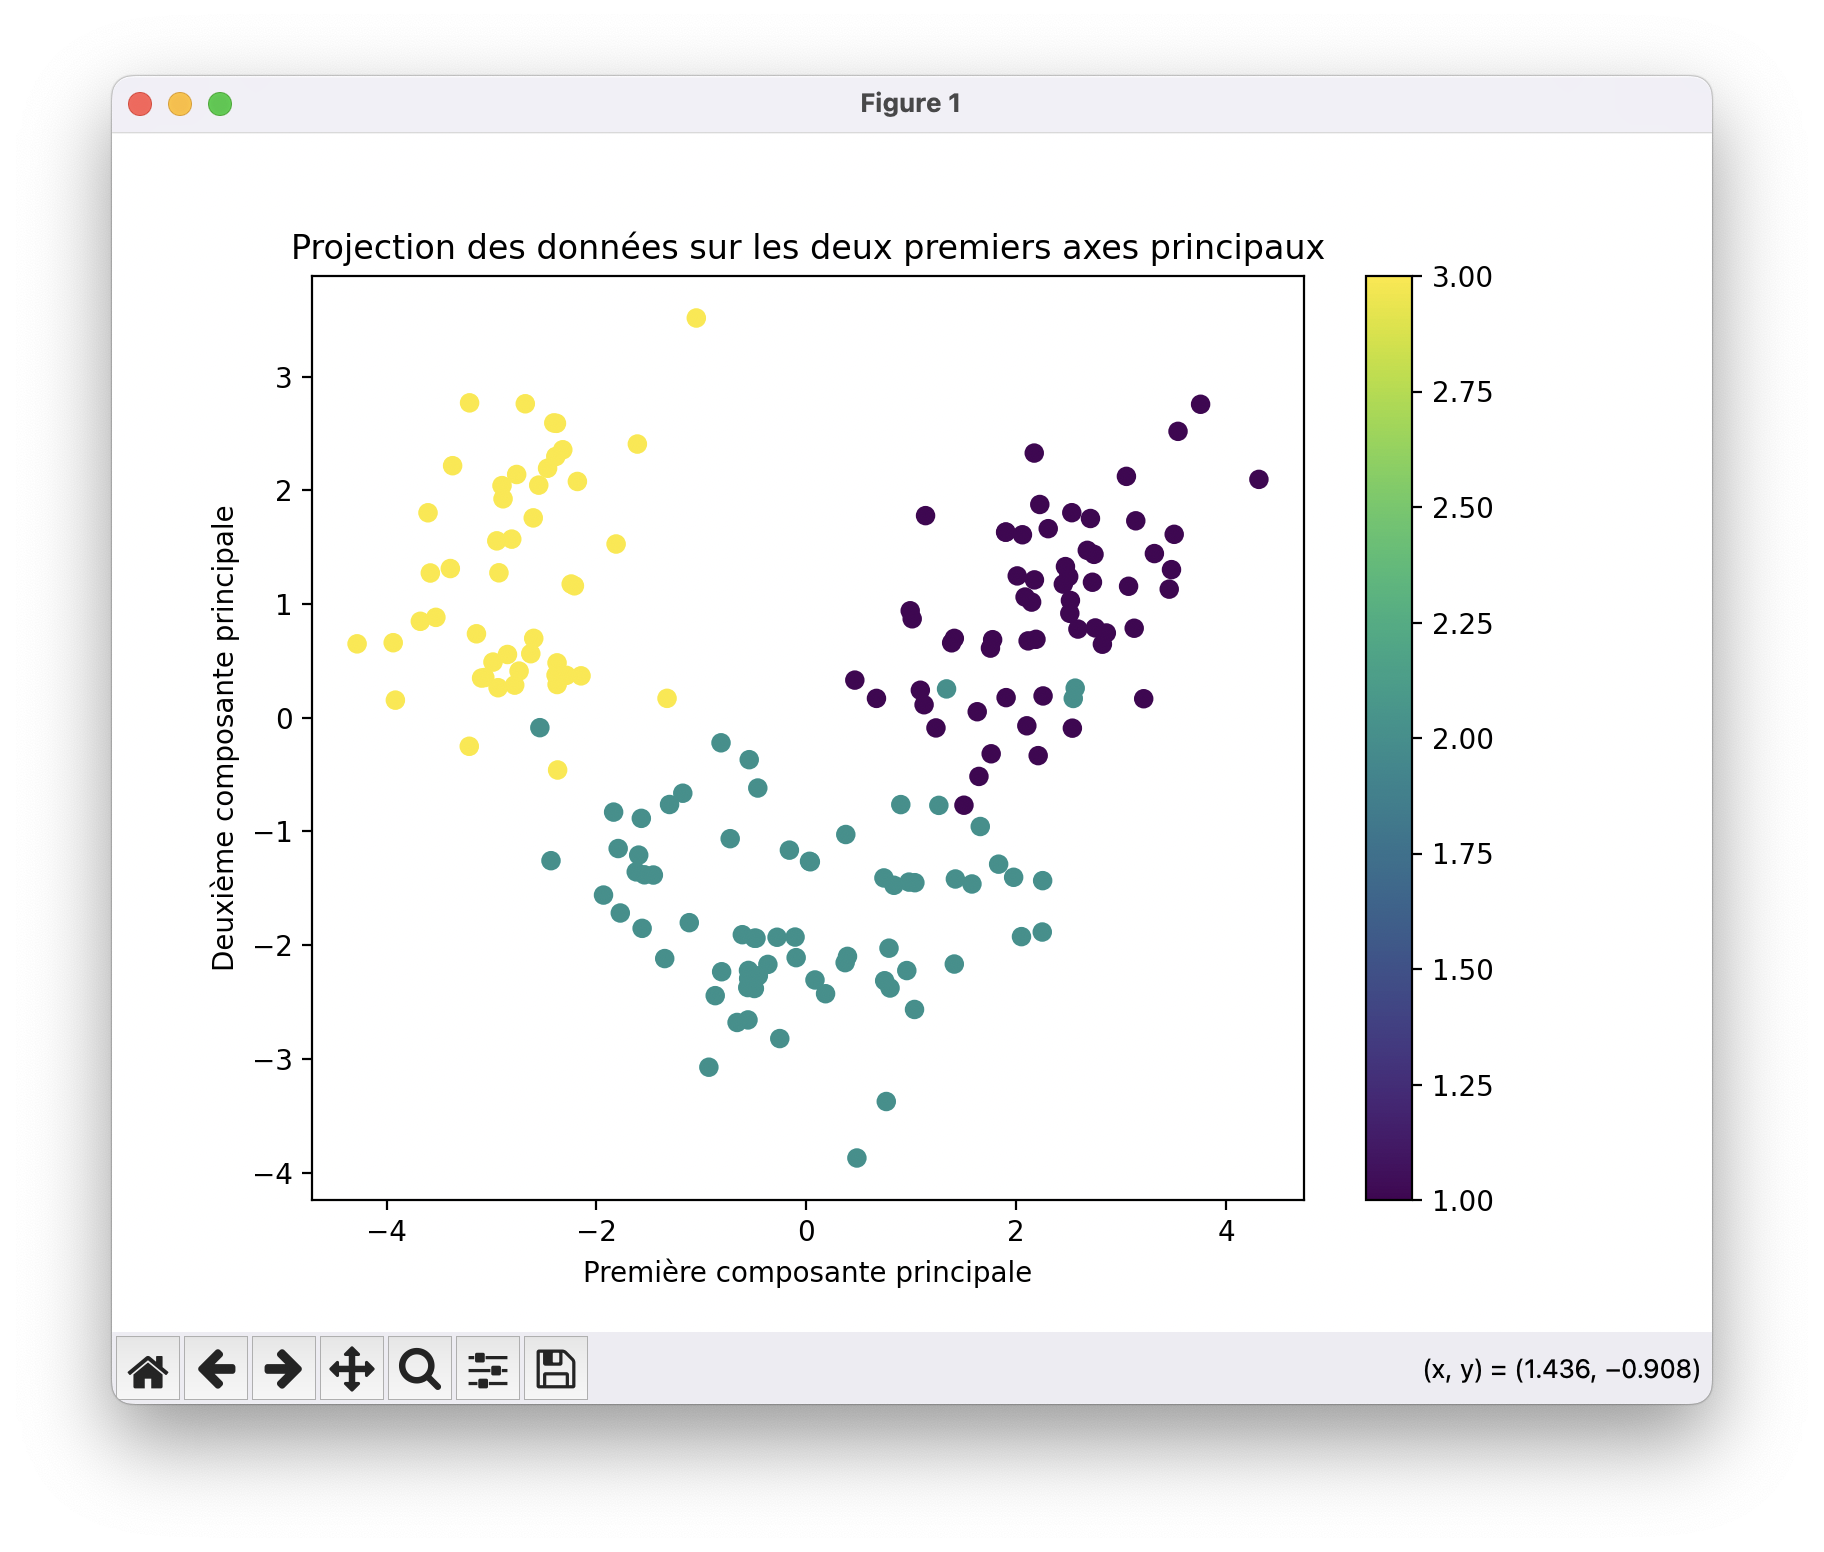 Figure 1
Projection des données sur les deux premiers axes principaux
3
2
1
0
−1
−2
−3
−4
Deuxième composante principale
−4 −2 0 2 4
Première composante principale
3.00
2.75
2.50
2.25
2.00
1.75
1.50
1.25
1.00
(x, y) = (1.436, −0.908)